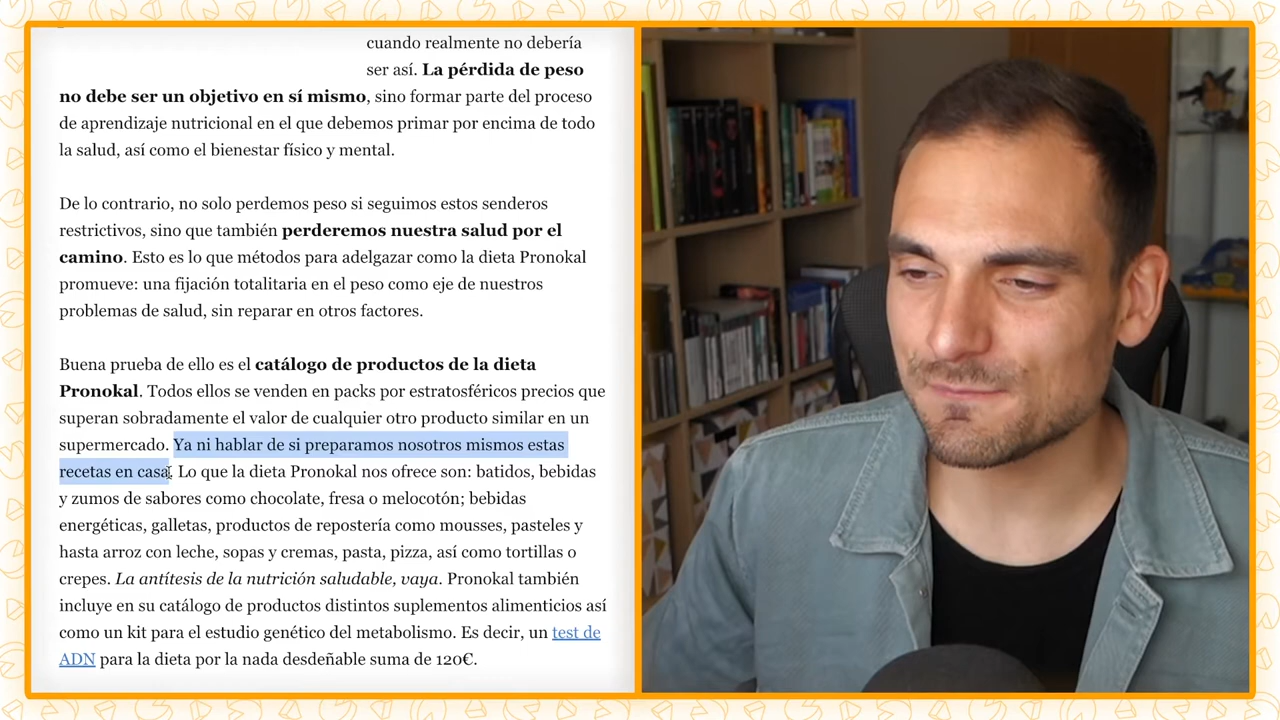 cuando realmente no debería
ser así. La pérdida de peso
no debe ser un objetivo en sí mismo, sino formar parte del proceso
de aprendizaje nutricional en el que debemos primar por encima de todo
la salud, así como el bienestar físico y mental.
De lo contrario, no solo perdemos peso si seguimos estos senderos
restrictivos, sino que también perderemos nuestra salud por el
camino. Esto es lo que métodos para adelgazar como la dieta Pronokal
promueve: una fijación totalitaria en el peso como eje de nuestros
problemas de salud, sin reparar en otros factores.
Buena prueba de ello es el catálogo de productos de la dieta
Pronokal. Todos ellos se venden en packs por estratosféricos precios que
superan sobradamente el valor de cualquier otro producto similar en un
supermercado. Ya ni hablar de si preparamos nosotros mismos estas
recetas en casa. Lo que la dieta Pronokal nos ofrece son: batidos, bebidas
y zumos de sabores como chocolate, fresa o melocotón; bebidas
energéticas, galletas, productos de repostería como mousses, pasteles y
hasta arroz con leche, sopas y cremas, pasta, pizza, así como tortillas o
crepes. La antítesis de la nutrición saludable, vaya. Pronokal también
incluye en su catálogo de productos distintos suplementos alimenticios así
como un kit para el estudio genético del metabolismo. Es decir, un test de
ADN para la dieta por la nada desdeñable suma de 120€.